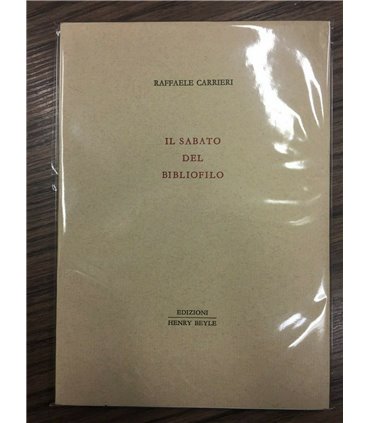 RAFFAELE CARRIERI
IL SABATO
DEL
BIBLIOFILO
EDIZIONI
HENRY BEYLE